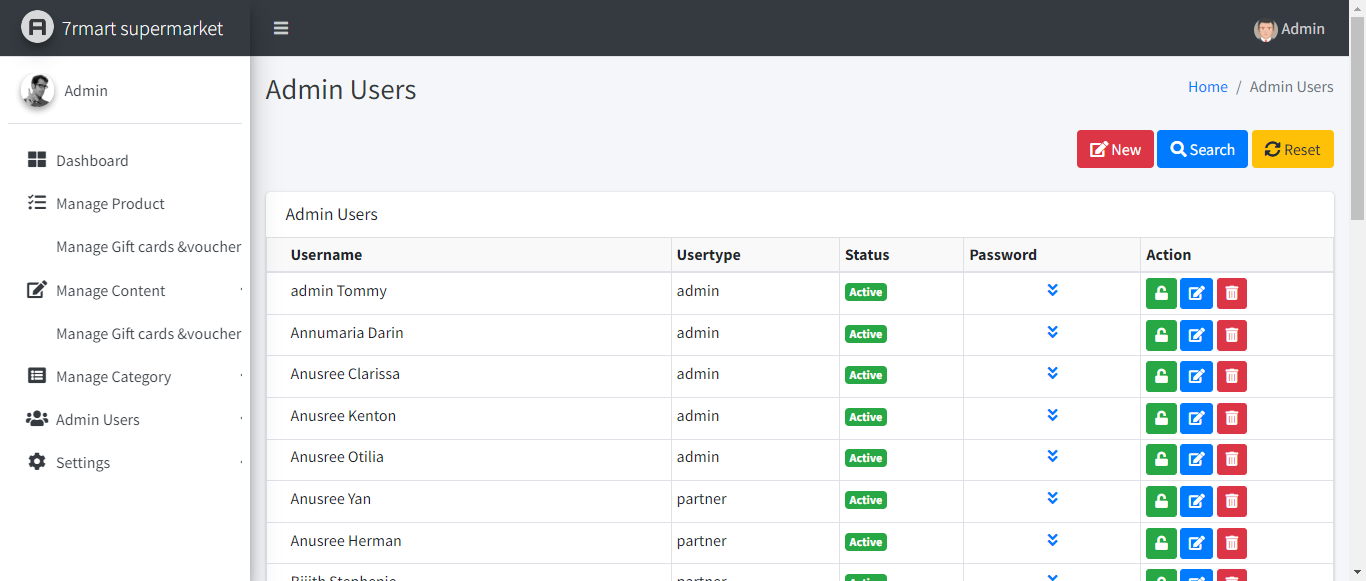 7rmart supermarket
Admin
Admin
Admin Users
Home / Admin Users
Dashboard
Manage Product
Manage Gift cards &voucher
Manage Content
Manage Gift cards &voucher
Manage Category
Admin Users
Settings
New Search Reset
Admin Users
Username Usertype Status Password Action
admin Tommy admin Active
Annumaria Darin admin Active
Anusree Clarissa admin Active
Anusree Kenton admin Active
Anusree Otilia admin Active
Anusree Yan partner Active
Anusree Herman partner Active
Bijith Stephenie partner Active